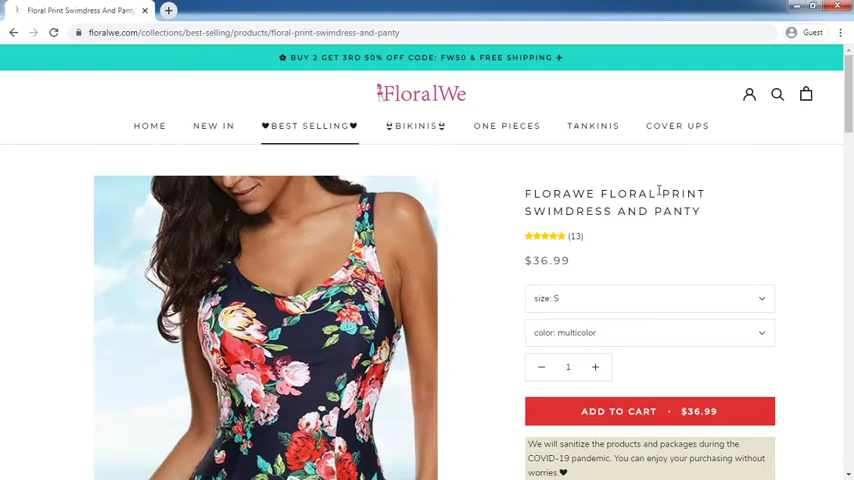 Floral Print Swimdress And Panty
floralwe.com/collections/best-selling/products/floral-print-swimdress-and-panty
Guest
✿ BUY 2 GET 3RD 50% OFF CODE: FW50 & FREE SHIPPING ✈
FloralWe
HOME NEW IN ♥BEST SELLING♥ 👙BIKINIS👙 ONE PIECES TANKINIS COVER UPS
FLORAWE FLORAL PRINT
SWIMDRESS AND PANTY
★★★★★ (13)
$36.99
size: S
color: multicolor
− 1 +
ADD TO CART · $36.99
We will sanitize the products and packages during the
COVID-19 pandemic. You can enjoy your purchasing without
worries.♥